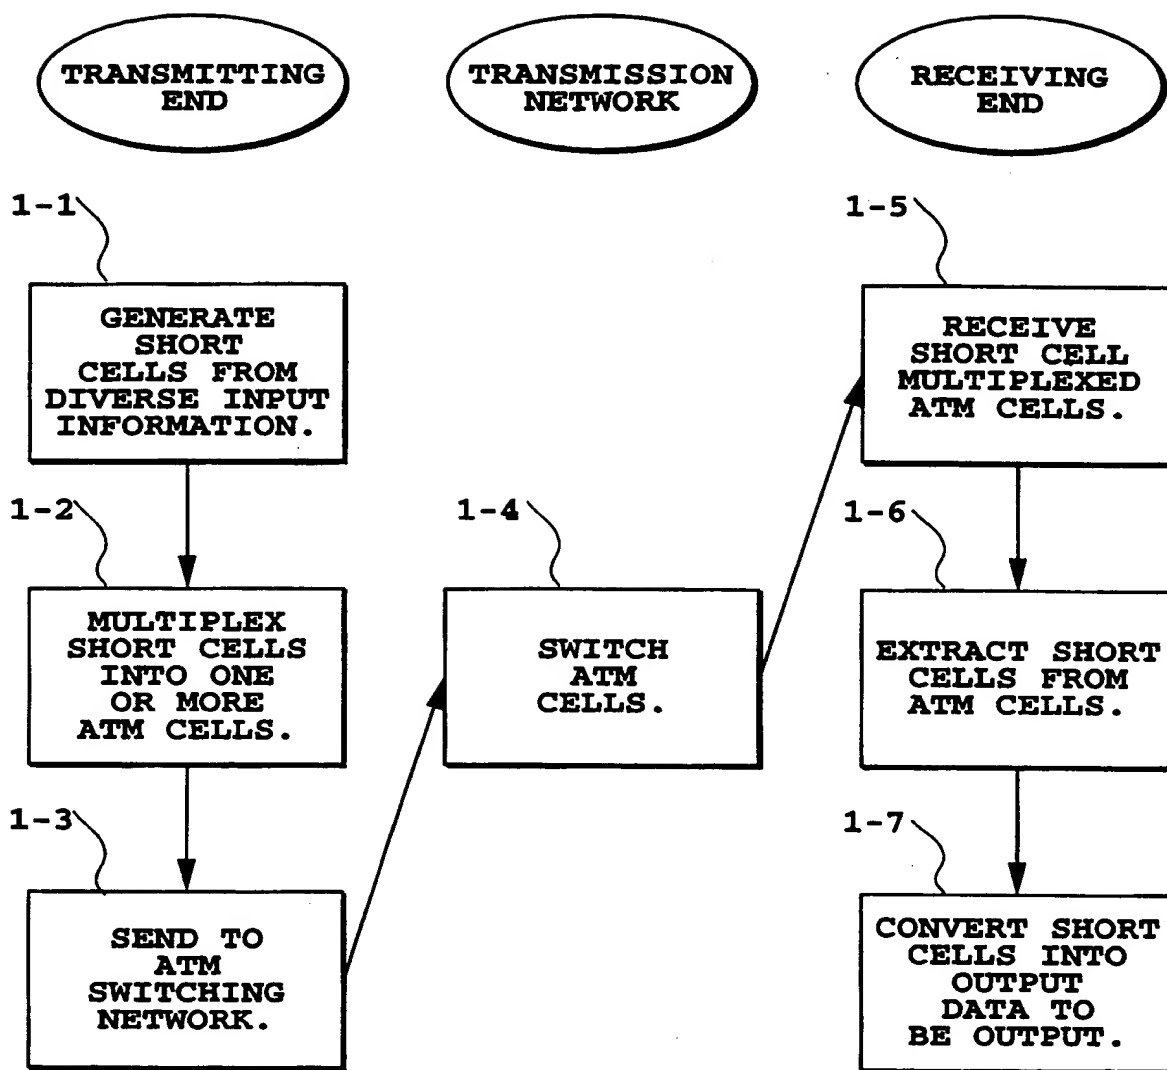 TRANSMITTING
END
TRANSMISSION
NETWORK
RECEIVING
END
1-1
GENERATE
SHORT
CELLS FROM
DIVERSE INPUT
INFORMATION.
1-2
MULTIPLEX
SHORT CELLS
INTO ONE
OR MORE
ATM CELLS.
1-3
SEND TO
ATM
SWITCHING
NETWORK.
1-4
SWITCH
ATM
CELLS.
1-5
RECEIVE
SHORT CELL
MULTIPLEXED
ATM CELLS.
1-6
EXTRACT SHORT
CELLS FROM
ATM CELLS.
1-7
CONVERT SHORT
CELLS INTO
OUTPUT
DATA TO
BE OUTPUT.